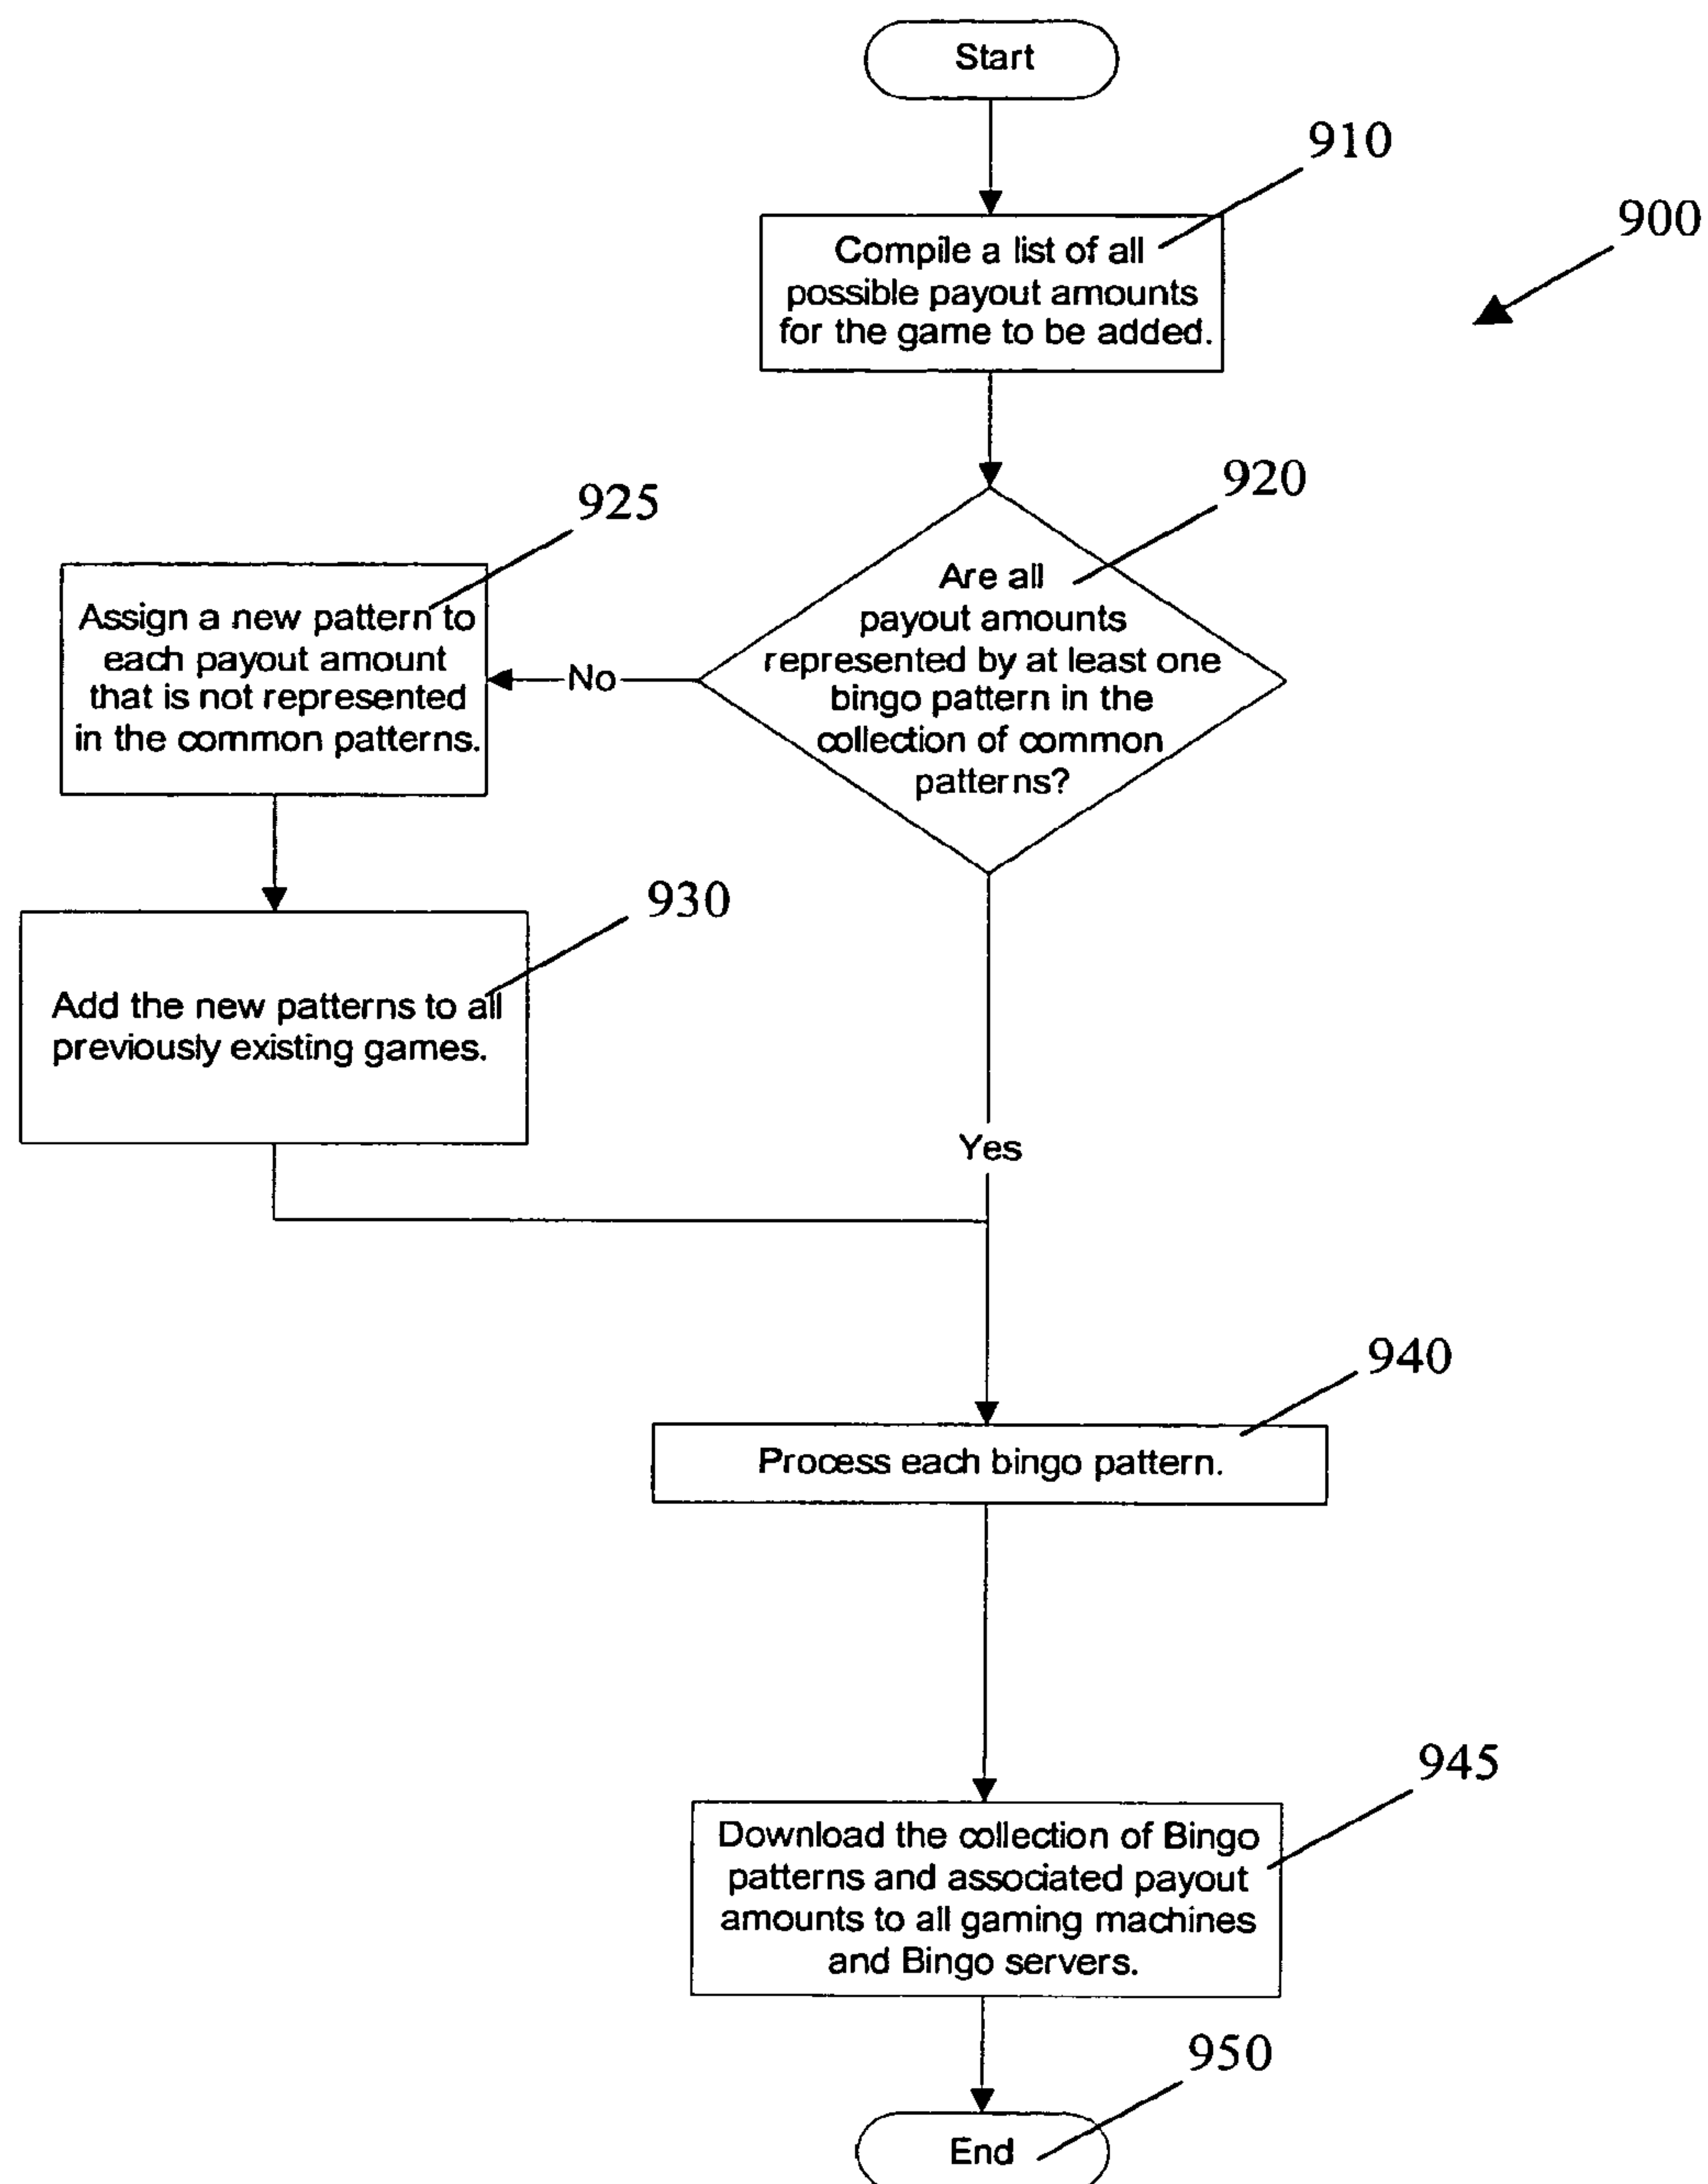 Start
910
900
Compile a list of all
possible payout amounts
for the game to be added.
920
925
Are all
payout amounts
represented by at least one
bingo pattern in the
collection of common
patterns?
No
Assign a new pattern to
each payout amount
that is not represented
in the common patterns.
930
Add the new patterns to all
previously existing games.
Yes
940
Process each bingo pattern.
945
Download the collection of Bingo
patterns and associated payout
amounts to all gaming machines
and Bingo servers.
950
End